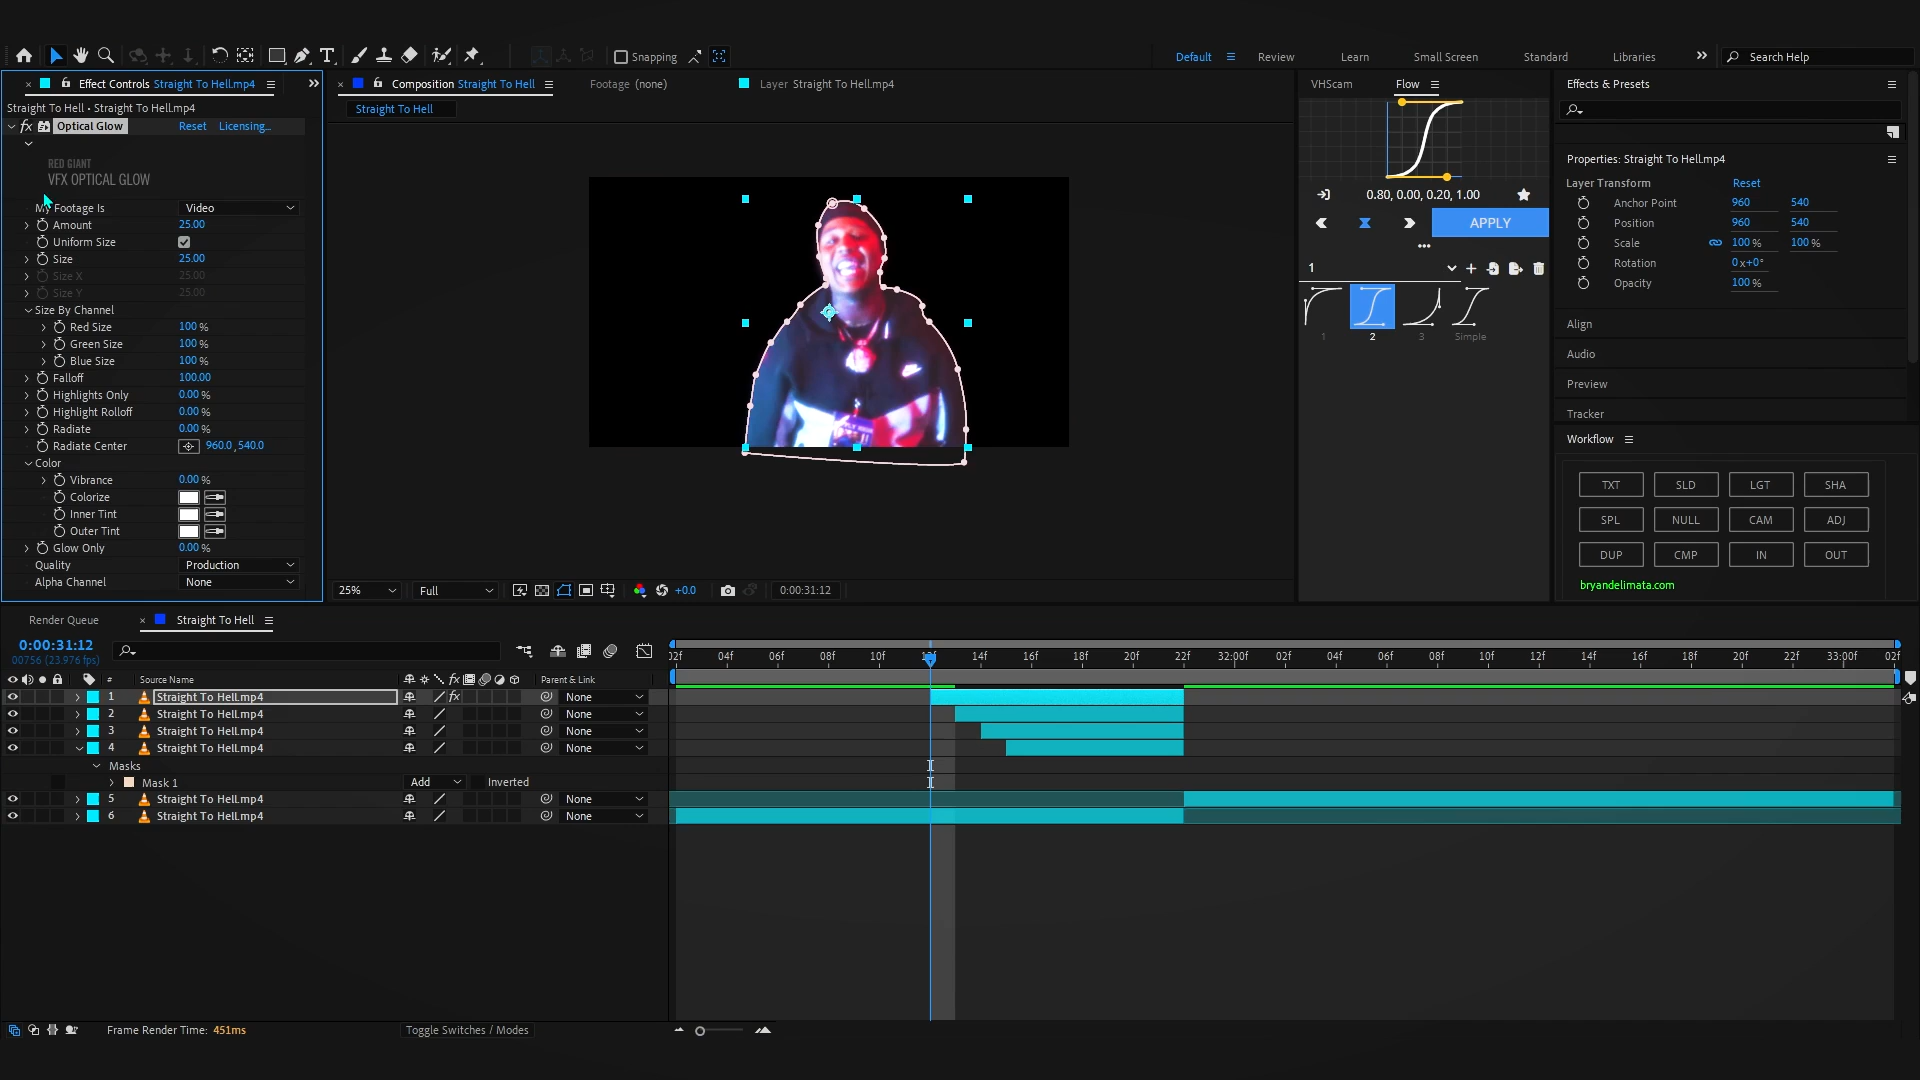 Snapping
Default
Review
Learn
Small Screen
Standard
Libraries
Search Help
Effect Controls Straight To Hell.mp4
Composition Straight To Hell
Footage (none)
Layer Straight To Hell.mp4
VHScam
Flow
Effects & Presets
Straight To Hell • Straight To Hell.mp4
Straight To Hell
fx Optical Glow
Reset
Licensing...
RED GIANT
VFX OPTICAL GLOW
My Footage Is
Video
Amount 25.00
Uniform Size
Size 25.00
Size X 25.00
Size Y 25.00
Size By Channel
Red Size 100 %
Green Size 100 %
Blue Size 100 %
Falloff 100.00
Highlights Only 0.00 %
Highlight Rolloff 0.00 %
Radiate 0.00 %
Radiate Center 960.0, 540.0
Color
Vibrance 0.00 %
Colorize
Inner Tint
Outer Tint
Glow Only 0.00 %
Quality Production
Alpha Channel None
25%
Full
+0.0
0:00:31:12
0.80, 0.00, 0.20, 1.00
APPLY
1
1
2
3
Simple
Properties: Straight To Hell.mp4
Layer Transform Reset
Anchor Point 960 540
Position 960 540
Scale 100 % 100 %
Rotation 0x+0°
Opacity 100 %
Align
Audio
Preview
Tracker
Workflow
TXT SLD LGT SHA
SPL NULL CAM ADJ
DUP CMP IN OUT
bryandelimata.com
Render Queue
Straight To Hell
0:00:31:12
00756 (23.976 fps)
02f 04f 06f 08f 10f 12f 14f 16f 18f 20f 22f 32:00f 02f 04f 06f 08f 10f 12f 14f 16f 18f 20f 22f 33:00f 02f
# Source Name fx Parent & Link
1 Straight To Hell.mp4 fx None
2 Straight To Hell.mp4 None
3 Straight To Hell.mp4 None
4 Straight To Hell.mp4 None
Masks
Mask 1 Add Inverted
5 Straight To Hell.mp4 None
6 Straight To Hell.mp4 None
Frame Render Time: 451ms
Toggle Switches / Modes